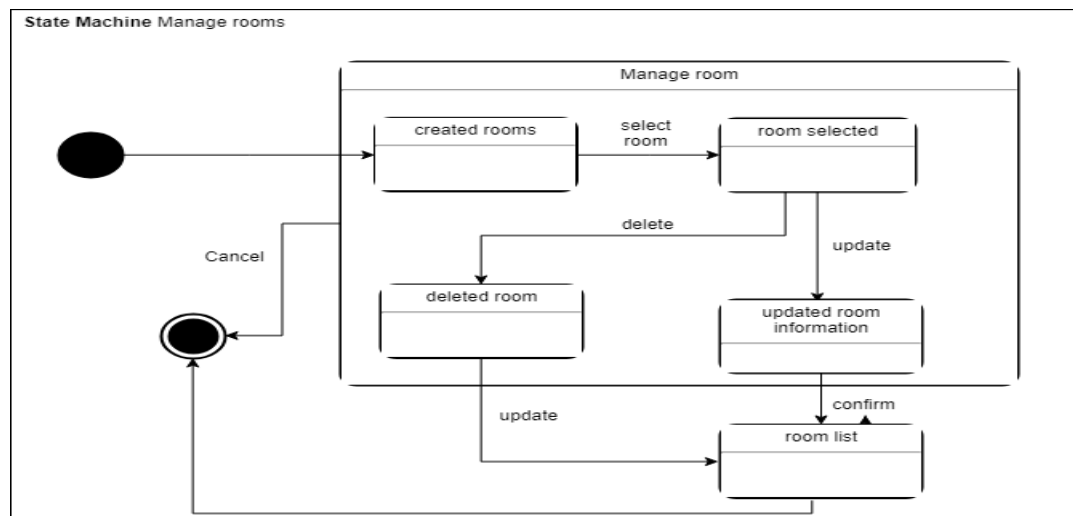 State Machine Manage rooms
Manage room
created rooms
select
room
room selected
delete
update
Cancel
deleted room
updated room
information
update
confirm
room list